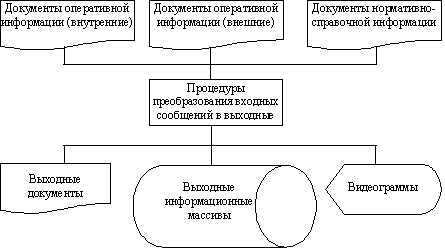 Документы оперативной
информации (внутренние)
Документы оперативной
информации (внешние)
Документы нормативно-
справочной информации
Процедуры
преобразования входных
сообщений в выходные
Выходные
документы
Выходные
информационные
массивы
Видеограммы